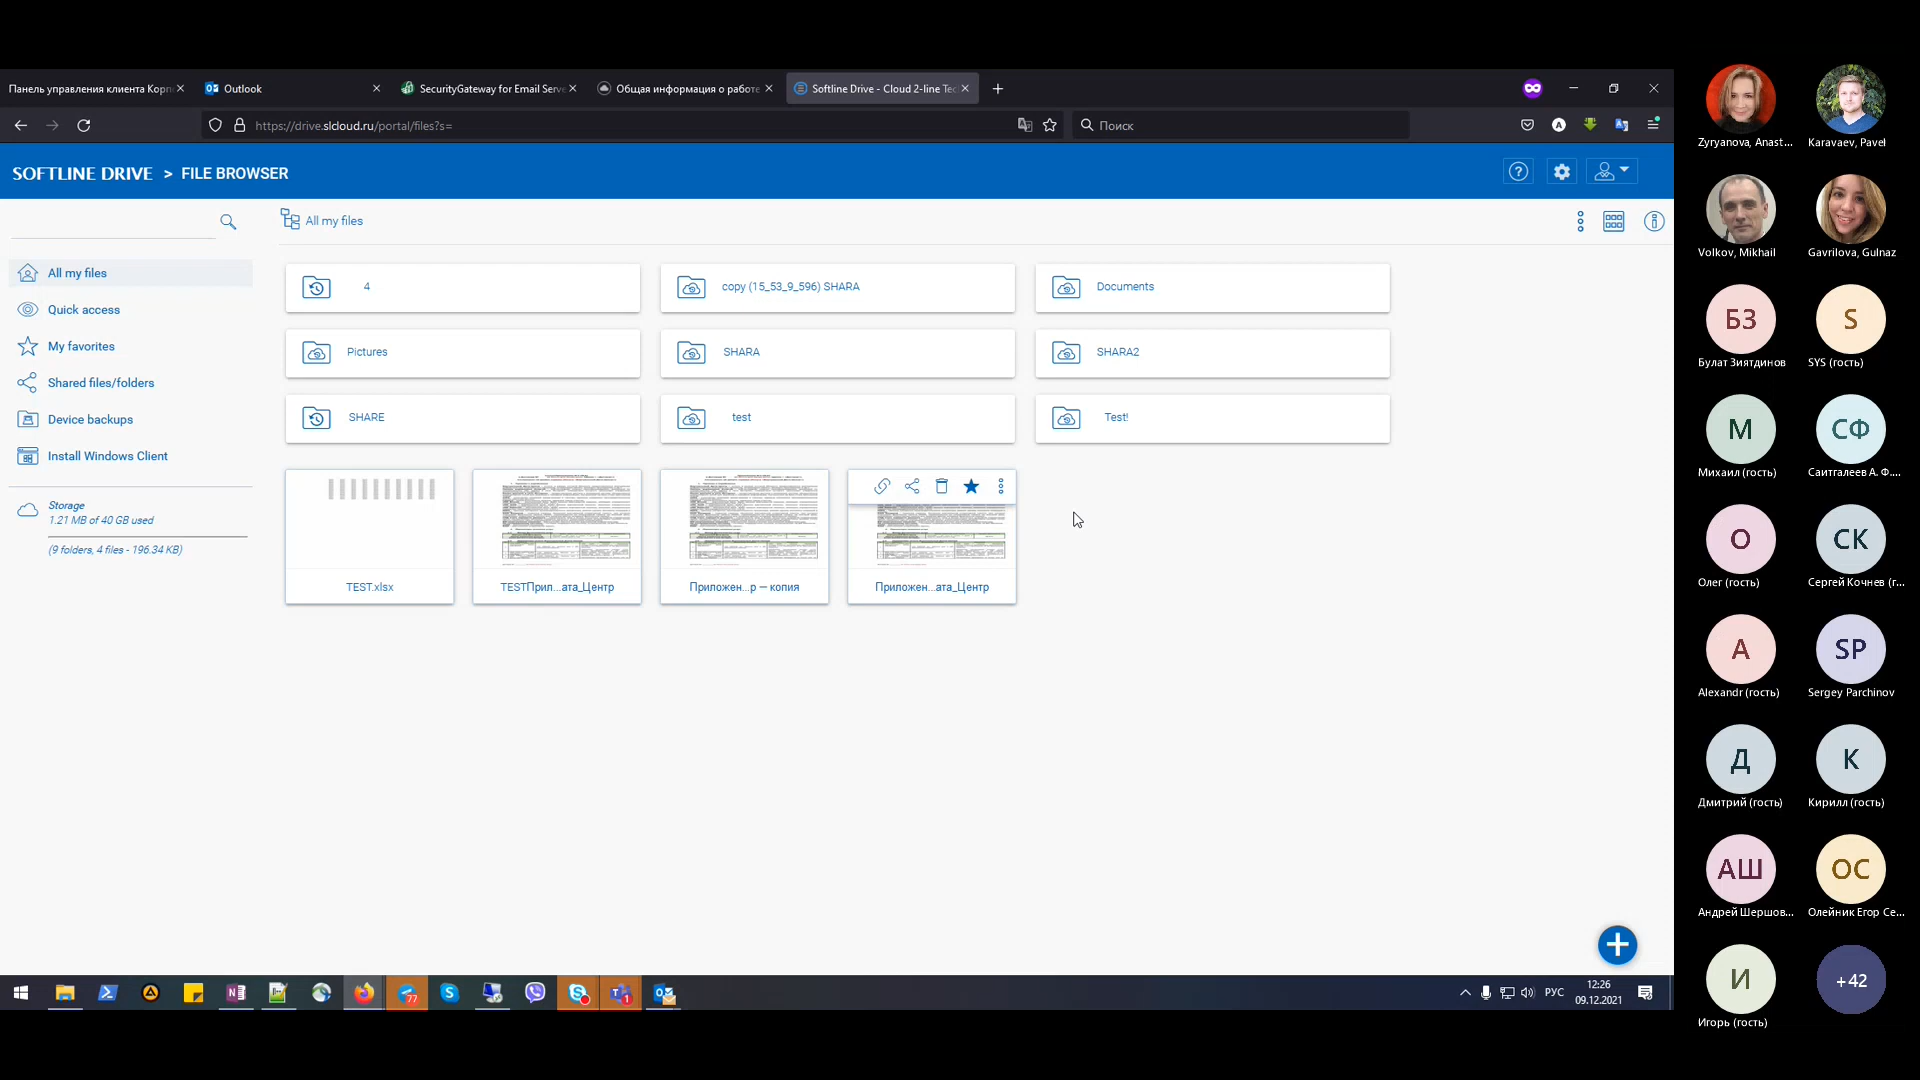 Панель управления клиента Корп
Outlook
SecurityGateway for Email Serve
Общая информация о работе
Softline Drive - Cloud 2-line Tec
https://drive.slcloud.ru/portal/files?s=
Поиск
SOFTLINE DRIVE > FILE BROWSER
All my files
All my files
Quick access
My favorites
Shared files/folders
Device backups
Install Windows Client
Storage
1.21 MB of 40 GB used
(9 folders, 4 files - 196.34 KB)
4
copy (15_53_9_596) SHARA
Documents
Pictures
SHARA
SHARA2
SHARE
test
Test!
TEST.xlsx
TESTПрил...ата_Центр
Приложен...р — копия
Приложен...ата_Центр
77
1
РУС
12:26
09.12.2021
Zyryanova, Anast...
Karavaev, Pavel
Volkov, Mikhail
Gavrilova, Gulnaz
БЗ
Булат Зиятдинов
S
SYS (гость)
М
Михаил (гость)
СФ
Саитгалеев А. Ф....
О
Олег (гость)
СК
Сергей Кочнев (г...
A
Alexandr (гость)
SP
Sergey Parchinov
Д
Дмитрий (гость)
К
Кирилл (гость)
АШ
Андрей Шершов...
ОС
Олейник Егор Се...
И
Игорь (гость)
+42